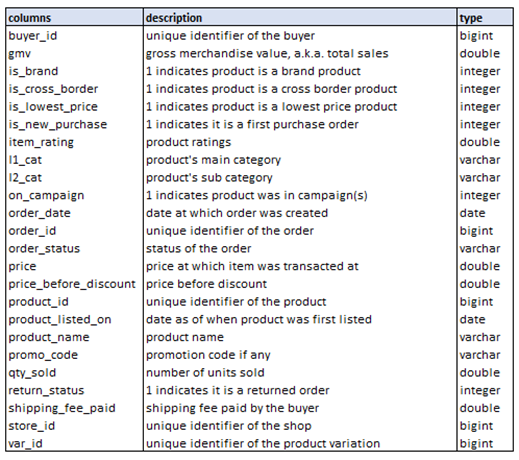 columns description type
buyer_id unique identifier of the buyer bigint
gmv gross merchandise value, a.k.a. total sales double
is_brand 1 indicates product is a brand product integer
is_cross_border 1 indicates product is a cross border product integer
is_lowest_price 1 indicates product is a lowest price product integer
is_new_purchase 1 indicates it is a first purchase order integer
item_rating product ratings double
l1_cat product's main category varchar
l2_cat product's sub category varchar
on_campaign 1 indicates product was in campaign(s) integer
order_date date at which order was created date
order_id unique identifier of the order bigint
order_status status of the order varchar
price price at which item was transacted at double
price_before_discount price before discount double
product_id unique identifier of the product bigint
product_listed_on date as of when product was first listed date
product_name product name varchar
promo_code promotion code if any varchar
qty_sold number of units sold double
return_status 1 indicates it is a returned order integer
shipping_fee_paid shipping fee paid by the buyer double
store_id unique identifier of the shop bigint
var_id unique identifier of the product variation bigint